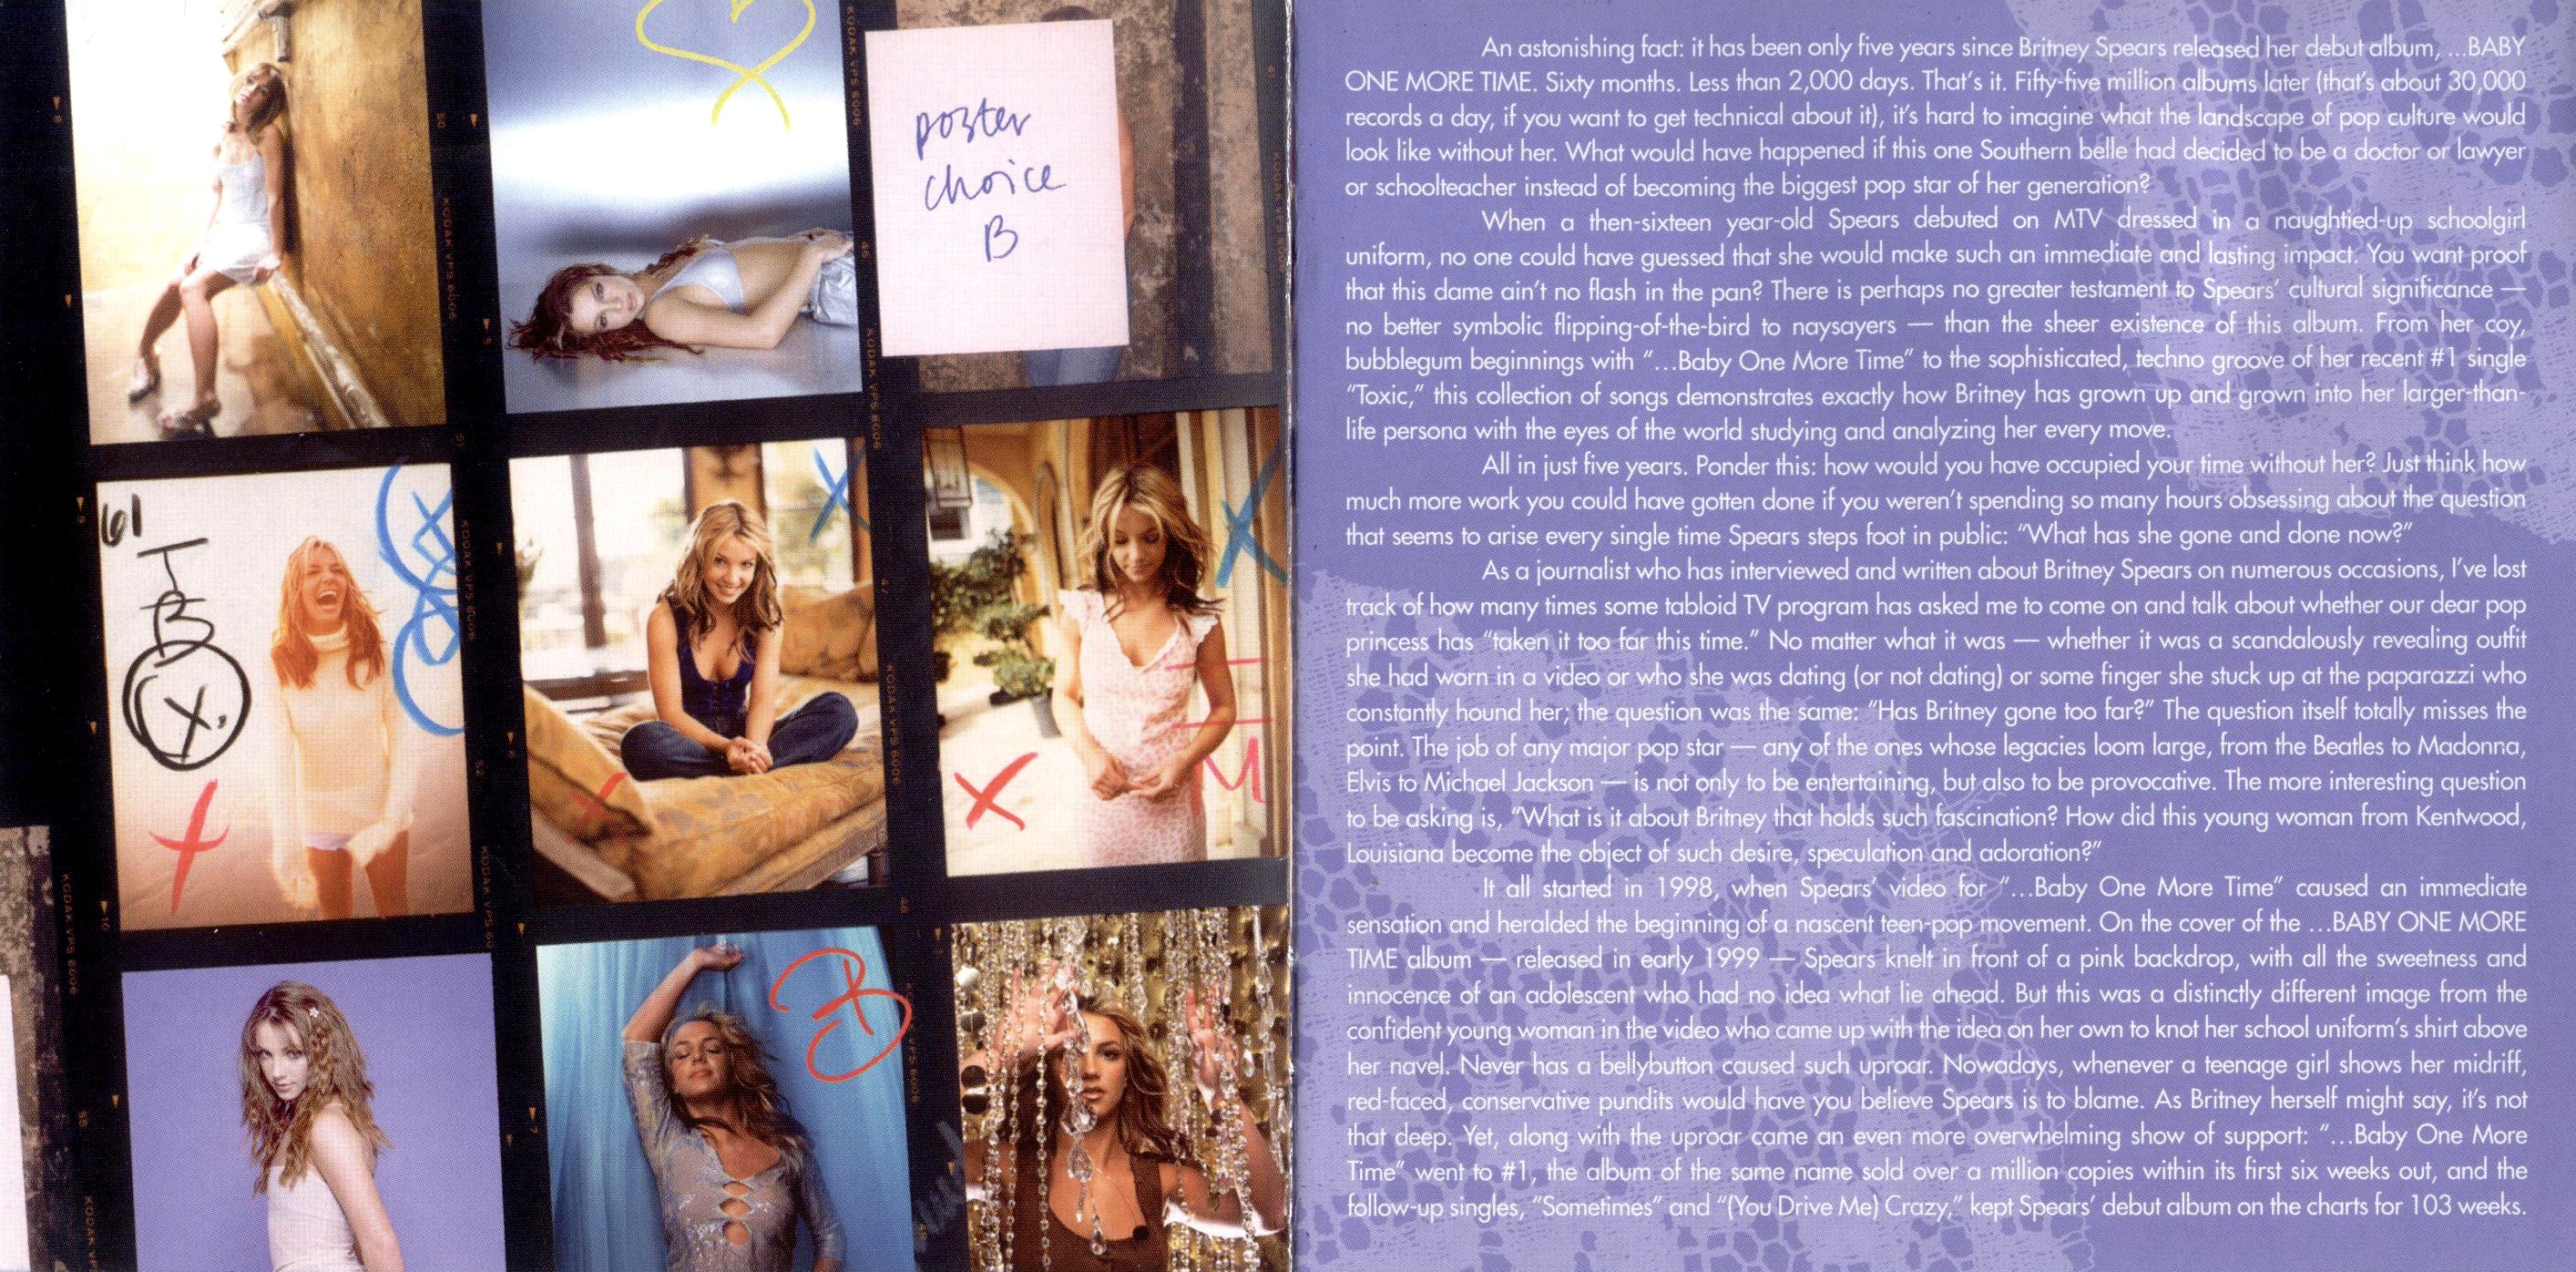 poster
choice
B
KODAK VPS 6006
KODAK VPS 6006
KODAK VPS 6006
KODAK VPS 6006
KODAK VPS 6006
KODAK VPS 6006
61
T
B
X
An astonishing fact: it has been only five years since Britney Spears released her debut album, ...BABY
ONE MORE TIME. Sixty months. Less than 2,000 days. That's it. Fifty-five million albums later (that's about 30,000
records a day, if you want to get technical about it), it's hard to imagine what the landscape of pop culture would
look like without her. What would have happened if this one Southern belle had decided to be a doctor or lawyer
or schoolteacher instead of becoming the biggest pop star of her generation?
When a then-sixteen year-old Spears debuted on MTV dressed in a naughtied-up schoolgirl
uniform, no one could have guessed that she would make such an immediate and lasting impact. You want proof
that this dame ain't no flash in the pan? There is perhaps no greater testament to Spears' cultural significance —
no better symbolic flipping-of-the-bird to naysayers — than the sheer existence of this album. From her coy,
bubblegum beginnings with "...Baby One More Time" to the sophisticated, techno groove of her recent #1 single
"Toxic," this collection of songs demonstrates exactly how Britney has grown up and grown into her larger-than-
life persona with the eyes of the world studying and analyzing her every move.
All in just five years. Ponder this: how would you have occupied your time without her? Just think how
much more work you could have gotten done if you weren't spending so many hours obsessing about the question
that seems to arise every single time Spears steps foot in public: "What has she gone and done now?"
As a journalist who has interviewed and written about Britney Spears on numerous occasions, I've lost
track of how many times some tabloid TV program has asked me to come on and talk about whether our dear pop
princess has "taken it too far this time." No matter what it was — whether it was a scandalously revealing outfit
she had worn in a video or who she was dating (or not dating) or some finger she stuck up at the paparazzi who
constantly hound her; the question was the same: "Has Britney gone too far?" The question itself totally misses the
point. The job of any major pop star — any of the ones whose legacies loom large, from the Beatles to Madonna,
Elvis to Michael Jackson — is not only to be entertaining, but also to be provocative. The more interesting question
to be asking is, "What is it about Britney that holds such fascination? How did this young woman from Kentwood,
Louisiana become the object of such desire, speculation and adoration?"
It all started in 1998, when Spears' video for "...Baby One More Time" caused an immediate
sensation and heralded the beginning of a nascent teen-pop movement. On the cover of the ...BABY ONE MORE
TIME album — released in early 1999 — Spears knelt in front of a pink backdrop, with all the sweetness and
innocence of an adolescent who had no idea what lie ahead. But this was a distinctly different image from the
confident young woman in the video who came up with the idea on her own to knot her school uniform's shirt above
her navel. Never has a bellybutton caused such uproar. Nowadays, whenever a teenage girl shows her midriff,
red-faced, conservative pundits would have you believe Spears is to blame. As Britney herself might say, it's not
that deep. Yet, along with the uproar came an even more overwhelming show of support: "...Baby One More
Time" went to #1, the album of the same name sold over a million copies within its first six weeks out, and the
follow-up singles, "Sometimes" and "(You Drive Me) Crazy," kept Spears' debut album on the charts for 103 weeks.